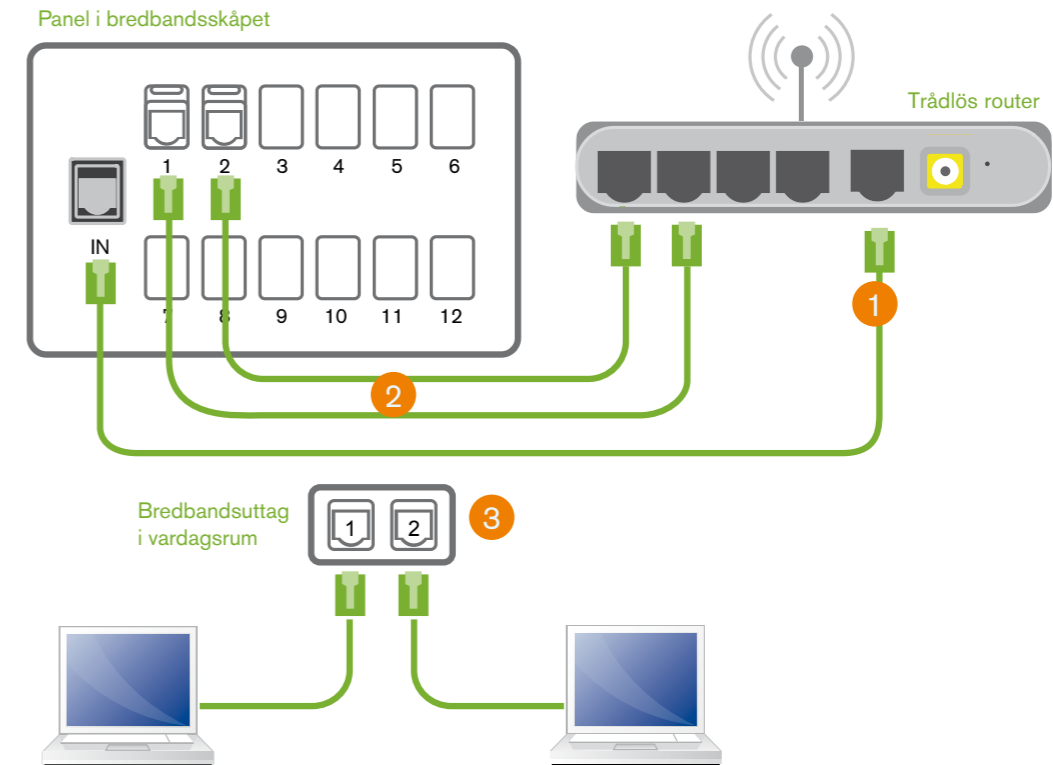 Panel i bredbandsskåpet
Trådlös router
1 2 3 4 5 6
IN
7 8 9 10 11 12
1
2
Bredbandsuttag
i vardagsrum
1 2
3